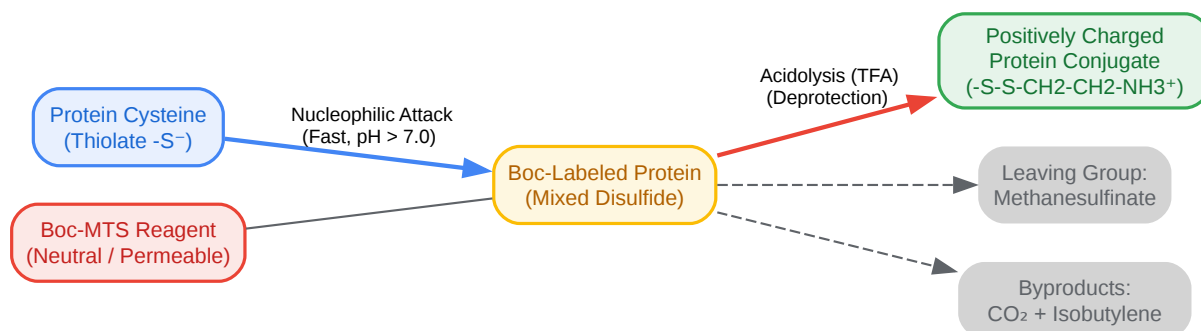 Protein Cysteine
(Thiolate -S⁻)
Boc-MTS Reagent
(Neutral / Permeable)
Nucleophilic Attack
(Fast, pH > 7.0)
Boc-Labeled Protein
(Mixed Disulfide)
Acidolysis (TFA)
(Deprotection)
Positively Charged
Protein Conjugate
(-S-S-CH2-CH2-NH3⁺)
Leaving Group:
Methanesulfinate
Byproducts:
CO₂ + Isobutylene